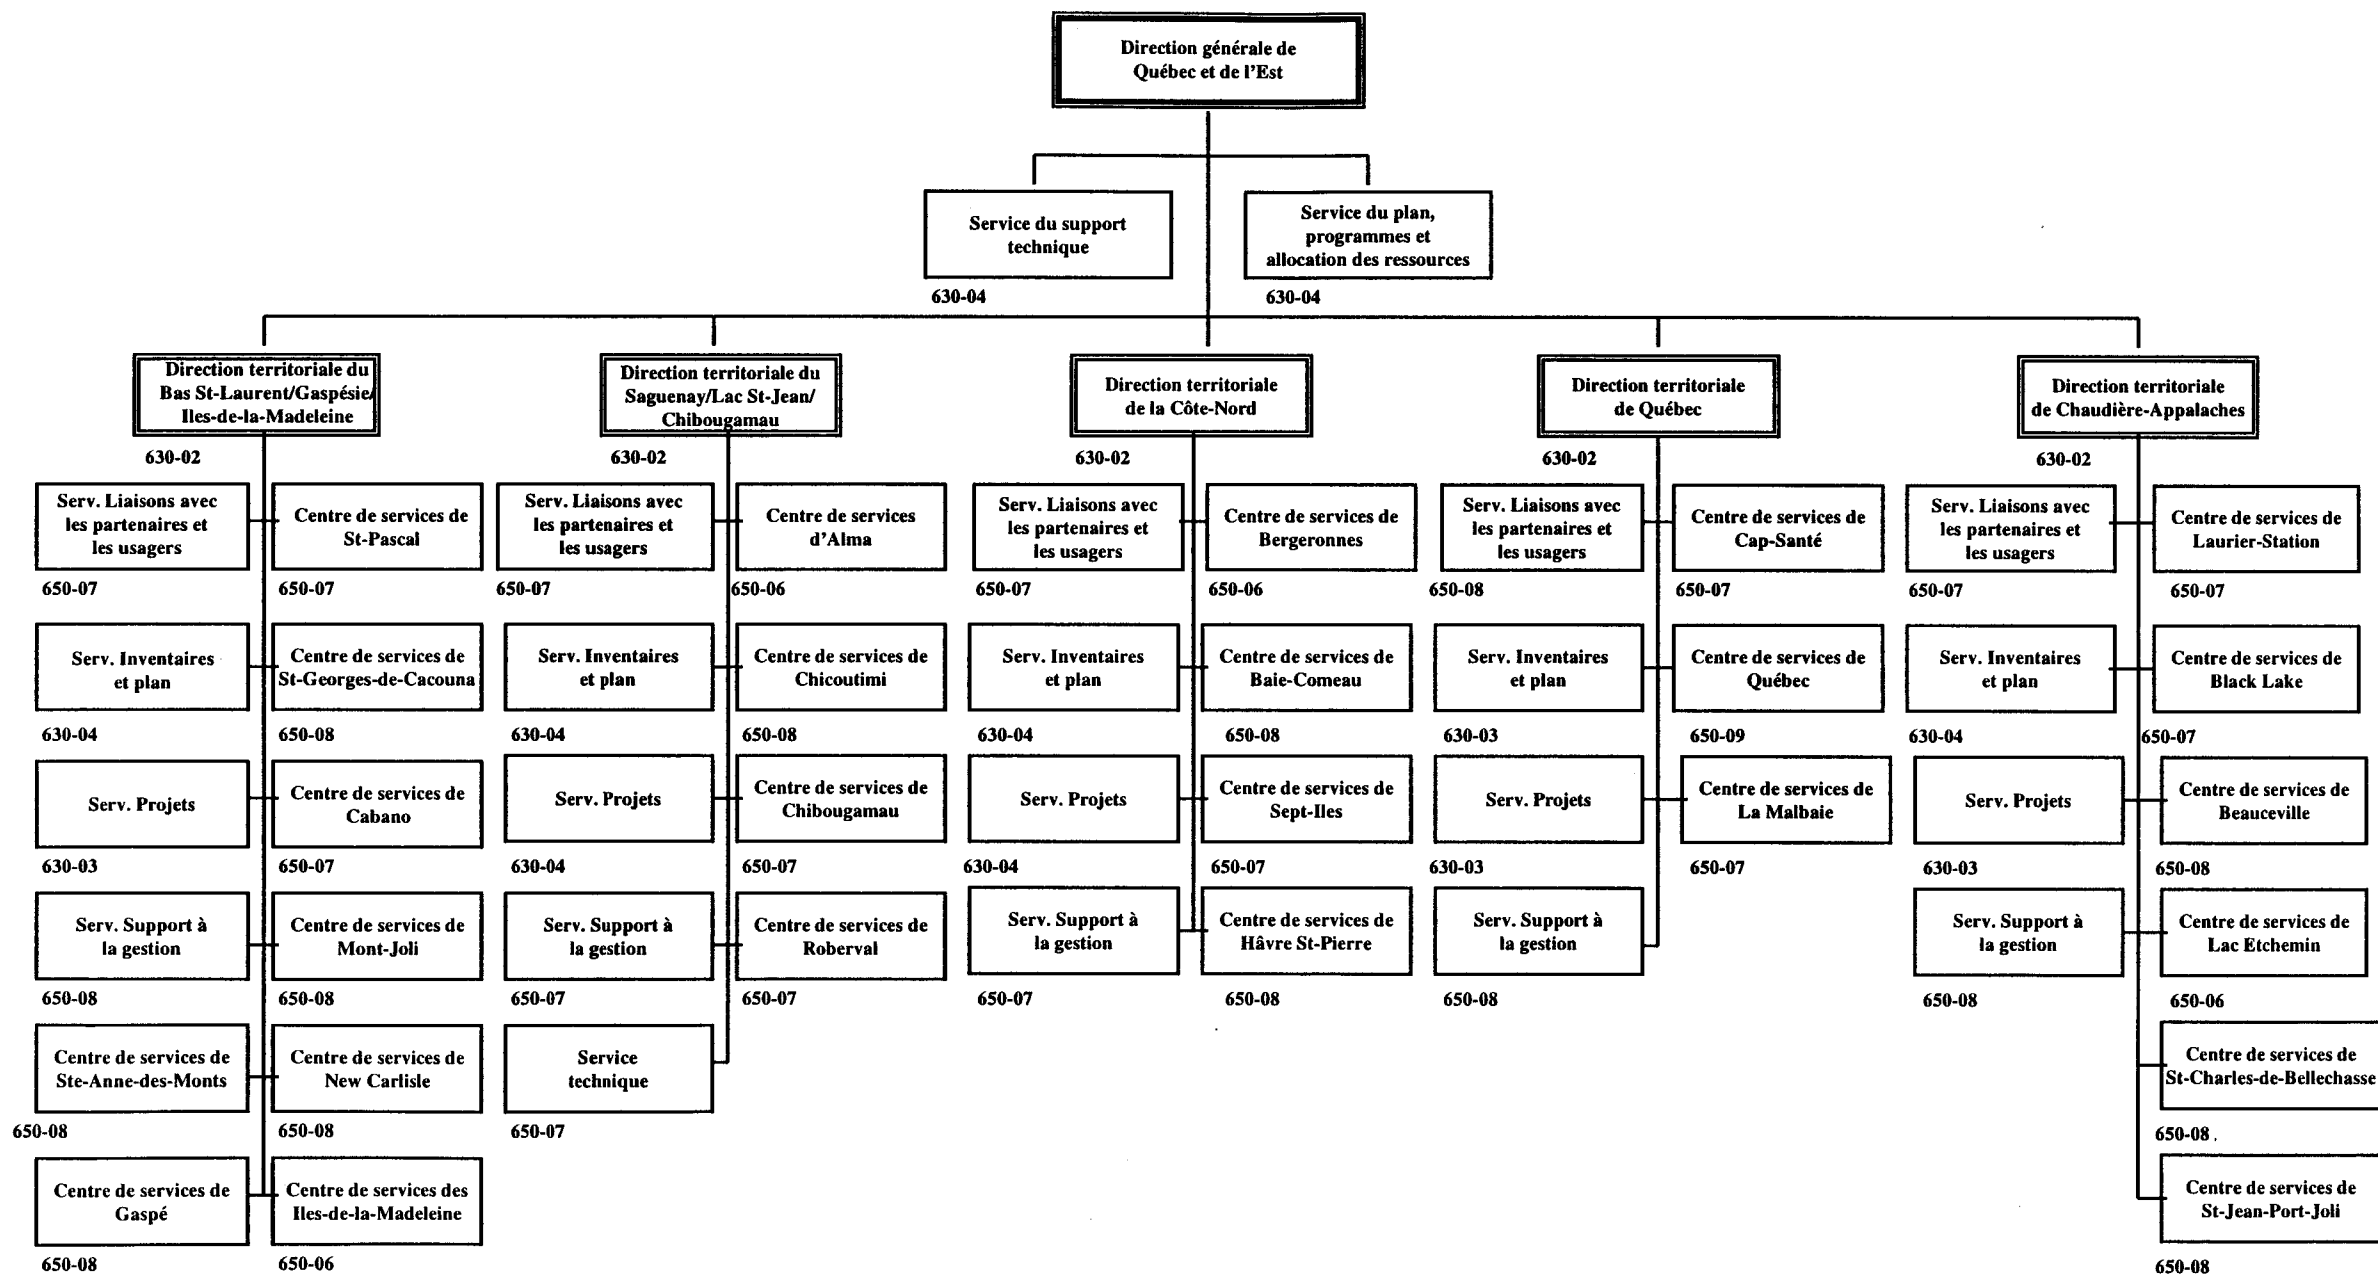 Direction générale de
Québec et de l'Est
Service du support
technique
630-04
Service du plan,
programmes et
allocation des ressources
630-04
Direction territoriale du
Bas St-Laurent/Gaspésie/
Iles-de-la-Madeleine
630-02
Serv. Liaisons avec
les partenaires et
les usagers
650-07
Centre de services de
St-Pascal
650-07
Serv. Inventaires
et plan
630-04
Centre de services de
St-Georges-de-Cacouna
650-08
Serv. Projets
630-03
Centre de services de
Cabano
650-07
Serv. Support à
la gestion
650-08
Centre de services de
Mont-Joli
650-08
Centre de services de
Ste-Anne-des-Monts
650-08
Centre de services de
New Carlisle
650-08
Centre de services de
Gaspé
650-08
Centre de services des
Iles-de-la-Madeleine
650-06
Direction territoriale du
Saguenay/Lac St-Jean/
Chibougamau
630-02
Serv. Liaisons avec
les partenaires et
les usagers
650-07
Centre de services
d'Alma
650-06
Serv. Inventaires
et plan
630-04
Centre de services de
Chicoutimi
650-08
Serv. Projets
630-04
Centre de services de
Chibougamau
650-07
Serv. Support à
la gestion
650-07
Centre de services de
Roberval
650-07
Service
technique
650-07
Direction territoriale
de la Côte-Nord
630-02
Serv. Liaisons avec
les partenaires et
les usagers
650-07
Centre de services de
Bergeronnes
650-06
Serv. Inventaires
et plan
630-04
Centre de services de
Baie-Comeau
650-08
Serv. Projets
630-04
Centre de services de
Sept-Iles
650-07
Serv. Support à
la gestion
650-07
Centre de services de
Hâvre St-Pierre
650-08
Direction territoriale
de Québec
630-02
Serv. Liaisons avec
les partenaires et
les usagers
650-08
Centre de services de
Cap-Santé
650-07
Serv. Inventaires
et plan
630-03
Centre de services de
Québec
650-09
Serv. Projets
630-03
Centre de services de
La Malbaie
650-07
Serv. Support à
la gestion
650-08
Direction territoriale
de Chaudière-Appalaches
630-02
Serv. Liaisons avec
les partenaires et
les usagers
650-07
Centre de services de
Laurier-Station
650-07
Serv. Inventaires
et plan
630-04
Centre de services de
Black Lake
650-07
Serv. Projets
630-03
Centre de services de
Beauceville
650-08
Serv. Support à
la gestion
650-08
Centre de services de
Lac Etchemin
650-06
Centre de services de
St-Charles-de-Bellechasse
650-08
Centre de services de
St-Jean-Port-Joli
650-08